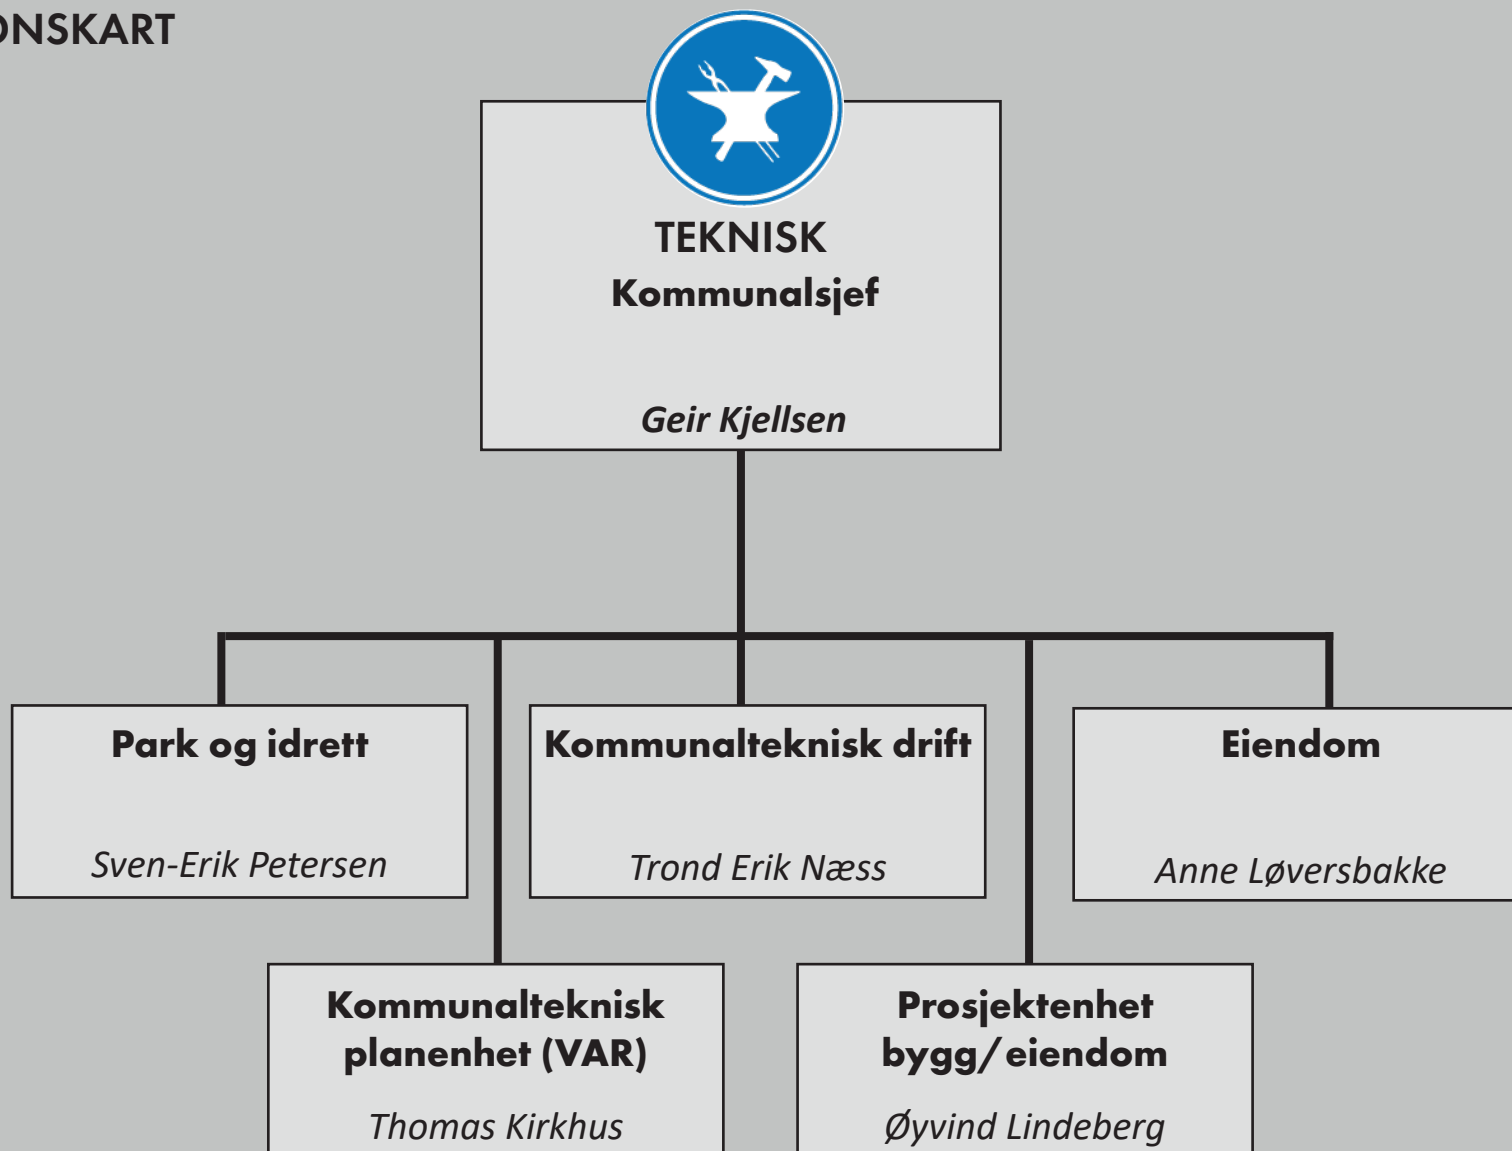 ONSKART
TEKNISK
Kommunalsjef
Geir Kjellsen
Park og idrett
Sven-Erik Petersen
Kommunalteknisk drift
Trond Erik Næss
Eiendom
Anne Løversbakke
Kommunalteknisk
planenhet (VAR)
Thomas Kirkhus
Prosjektenhet
bygg/eiendom
Øyvind Lindeberg